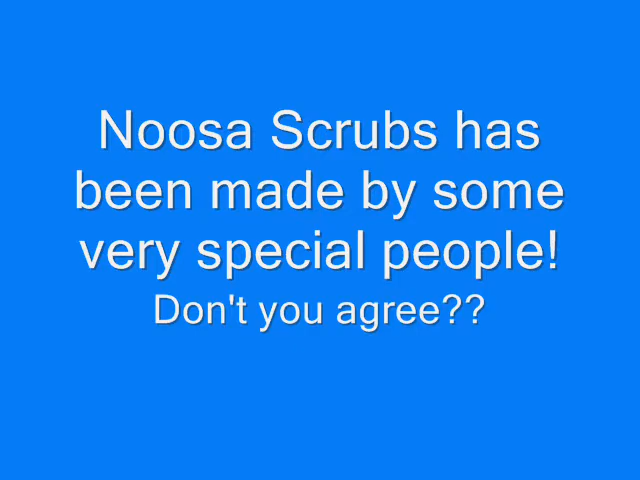 Noosa Scrubs has
been made by some
very special people!
Don't you agree??